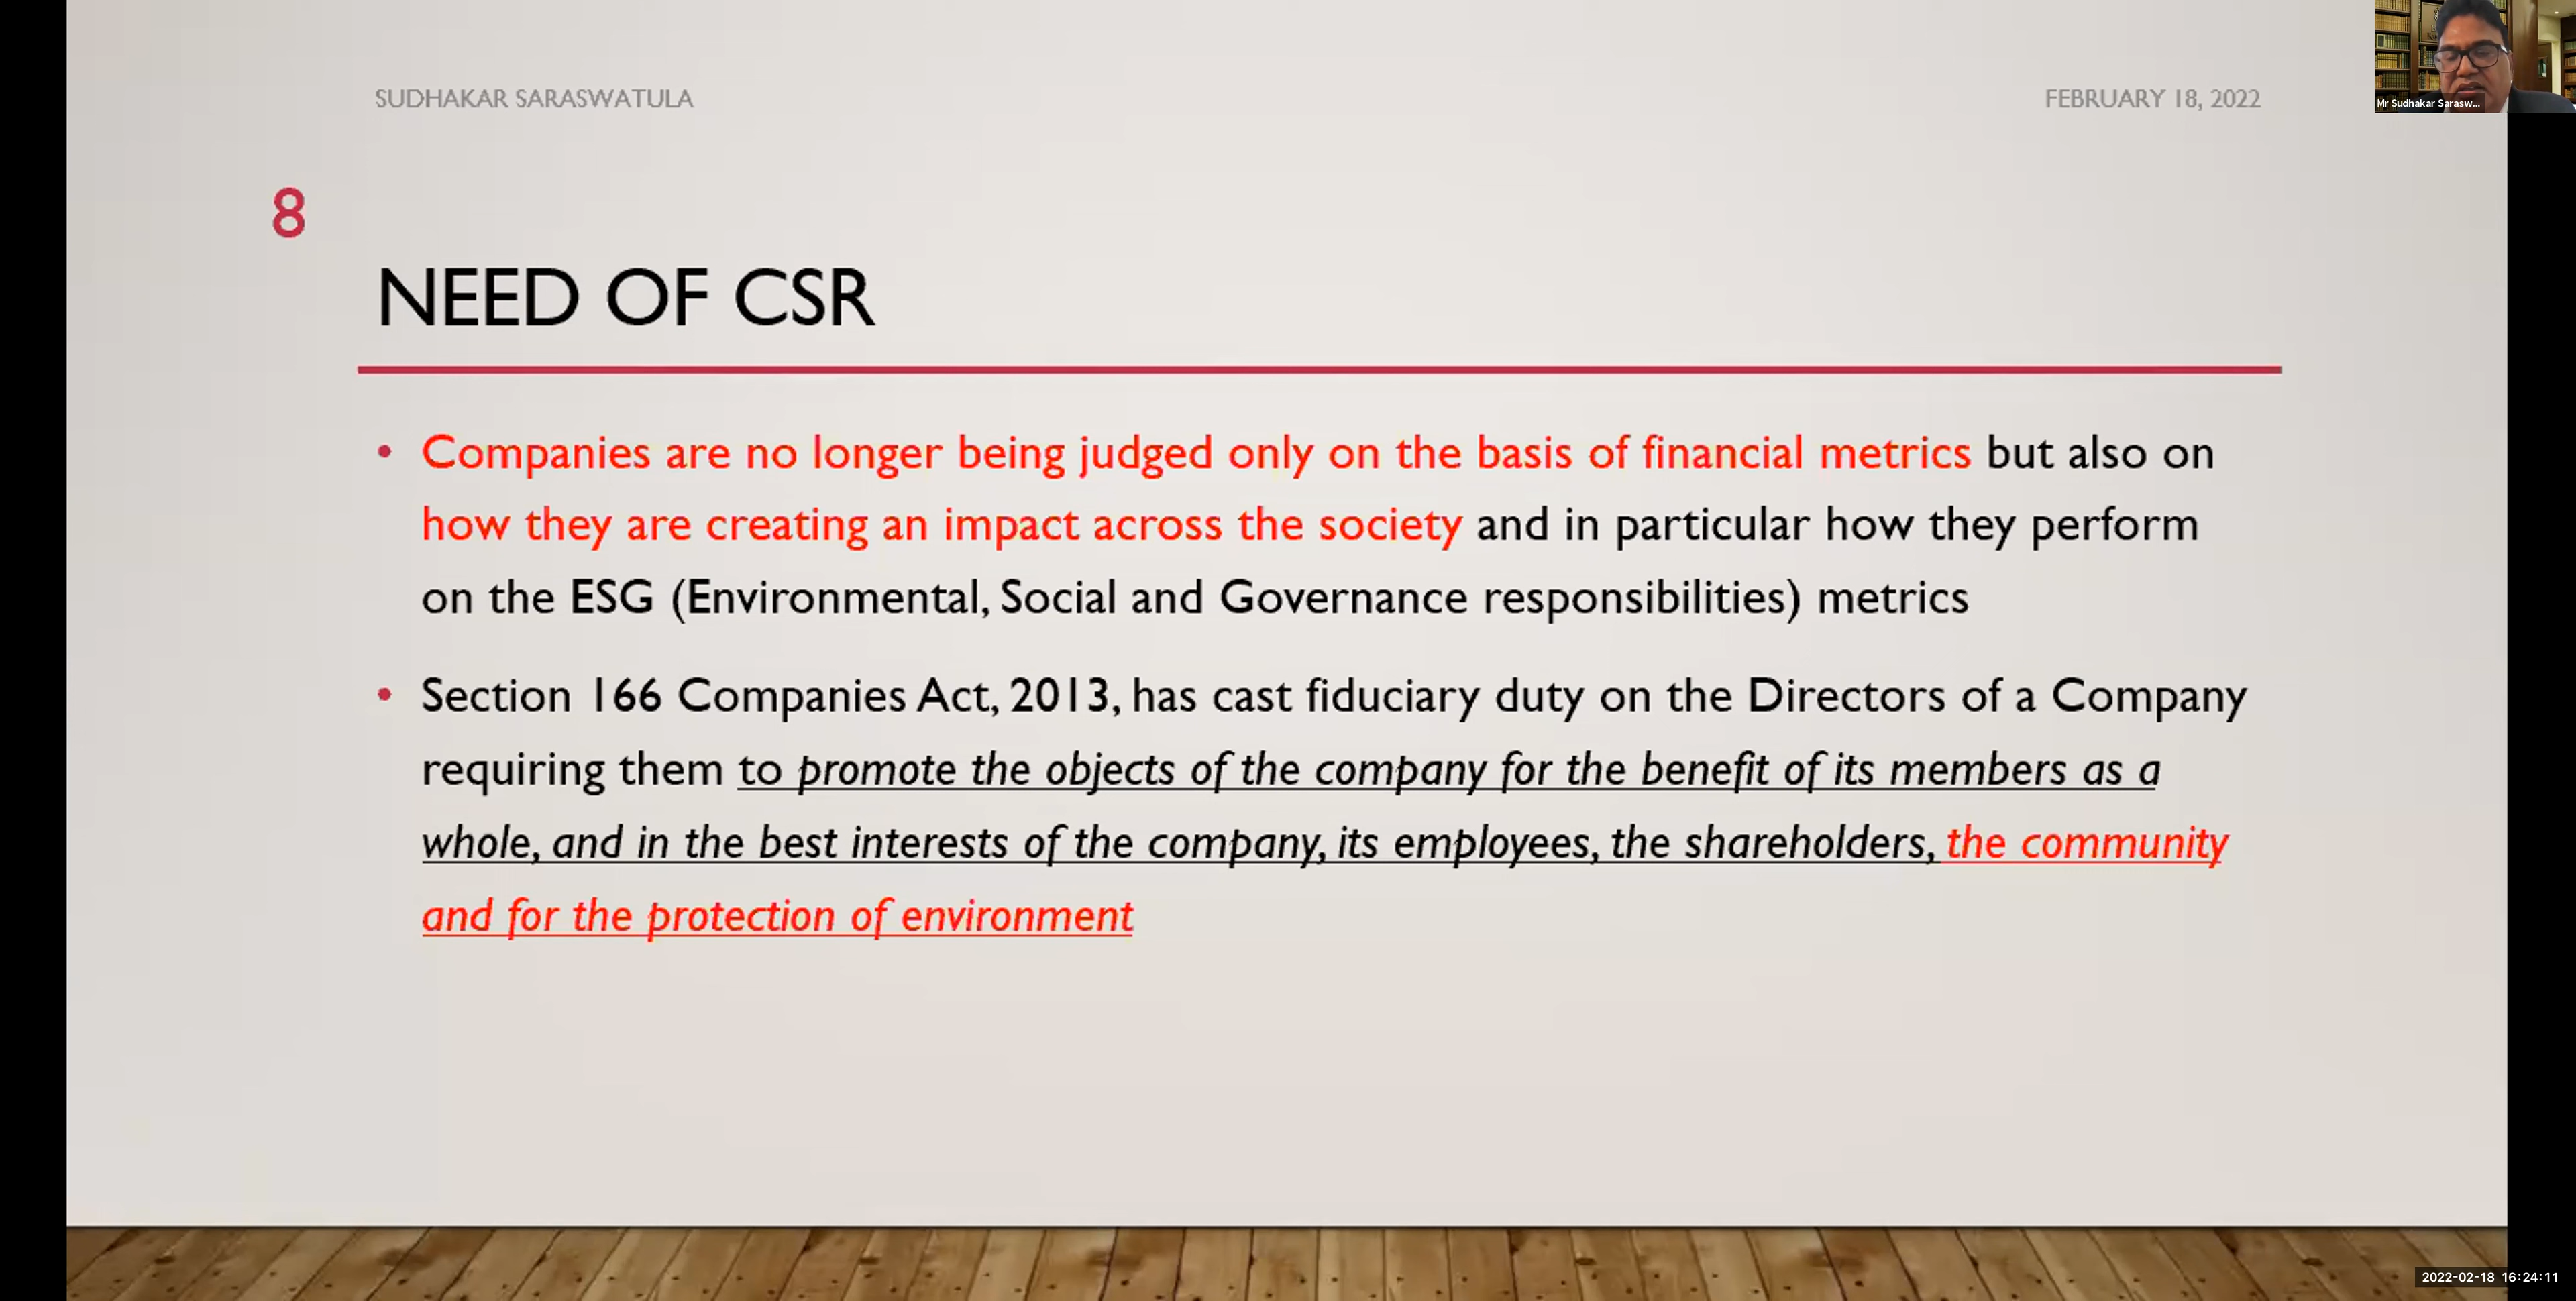 SUDHAKAR SARASWATULA
FEBRUARY 18, 2022
Mr Sudhakar Sarasw...
8
NEED OF CSR
• Companies are no longer being judged only on the basis of financial metrics but also on
how they are creating an impact across the society and in particular how they perform
on the ESG (Environmental, Social and Governance responsibilities) metrics
• Section 166 Companies Act, 2013, has cast fiduciary duty on the Directors of a Company
requiring them to promote the objects of the company for the benefit of its members as a
whole, and in the best interests of the company, its employees, the shareholders, the community
and for the protection of environment
2022-02-18 16:24:11